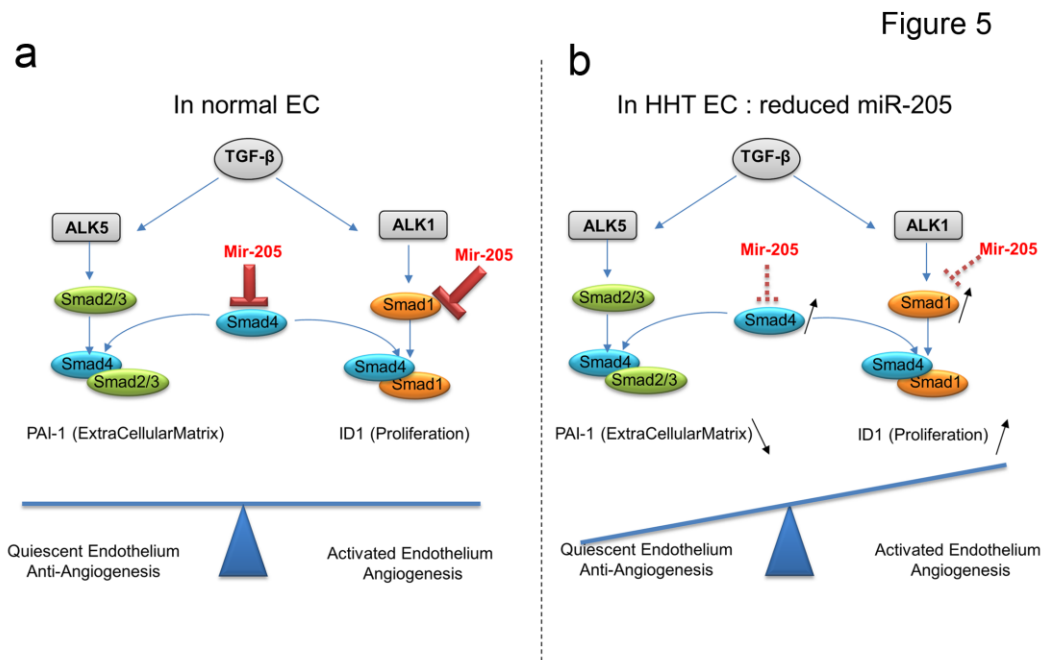 Figure 5
a
In normal EC
TGF-β
ALK5
ALK1
Mir-205
Mir-205
Smad2/3
Smad4
Smad1
Smad4
Smad2/3
Smad4
Smad1
PAI-1 (ExtraCellularMatrix)
ID1 (Proliferation)
Quiescent Endothelium
Anti-Angiogenesis
Activated Endothelium
Angiogenesis
b
In HHT EC : reduced miR-205
TGF-β
ALK5
ALK1
Mir-205
Mir-205
Smad2/3
Smad4
Smad1
Smad4
Smad2/3
Smad4
Smad1
PAI-1 (ExtraCellularMatrix)
ID1 (Proliferation)
Quiescent Endothelium
Anti-Angiogenesis
Activated Endothelium
Angiogenesis